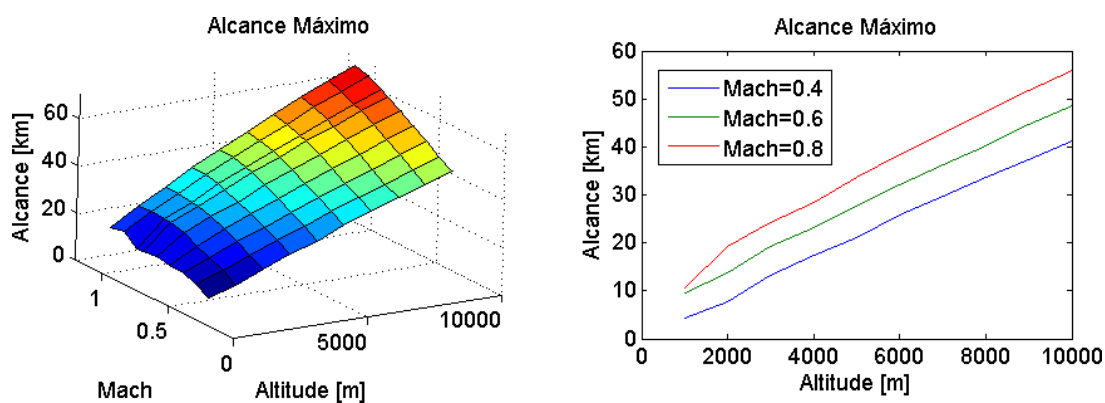 Alcance Máximo
60
40
20
0
Alcance [km]
1
0.5
0
Mach
5000
10000
Altitude [m]
Alcance Máximo
60
50
40
30
20
10
0
Alcance [km]
Mach=0.4
Mach=0.6
Mach=0.8
0 2000 4000 6000 8000 10000
Altitude [m]